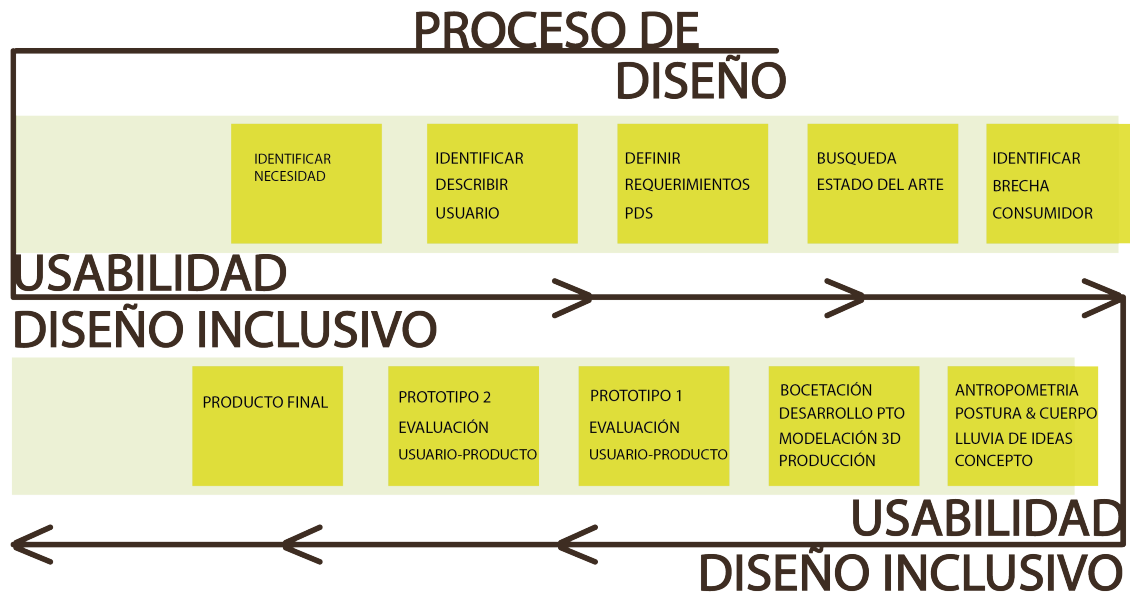 PROCESO DE
DISEÑO
IDENTIFICAR
NECESIDAD
IDENTIFICAR
DESCRIBIR
USUARIO
DEFINIR
REQUERIMIENTOS
PDS
BUSQUEDA
ESTADO DEL ARTE
IDENTIFICAR
BRECHA
CONSUMIDOR
USABILIDAD
DISEÑO INCLUSIVO
PRODUCTO FINAL
PROTOTIPO 2
EVALUACIÓN
USUARIO-PRODUCTO
PROTOTIPO 1
EVALUACIÓN
USUARIO-PRODUCTO
BOCETACIÓN
DESARROLLO PTO
MODELACIÓN 3D
PRODUCCIÓN
ANTROPOMETRIA
POSTURA & CUERPO
LLUVIA DE IDEAS
CONCEPTO
USABILIDAD
DISEÑO INCLUSIVO